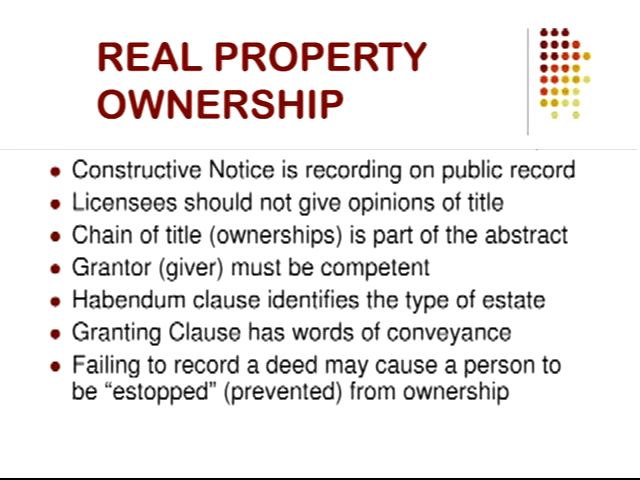 REAL PROPERTY
OWNERSHIP
Constructive Notice is recording on public record
Licensees should not give opinions of title
Chain of title (ownerships) is part of the abstract
Grantor (giver) must be competent
Habendum clause identifies the type of estate
Granting Clause has words of conveyance
Failing to record a deed may cause a person to
be “estopped” (prevented) from ownership